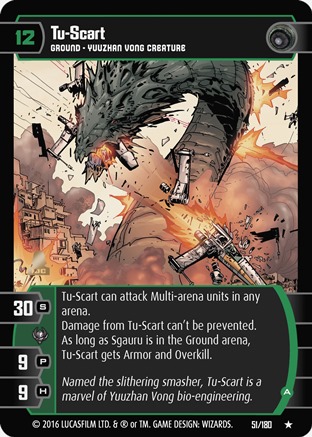 12
Tu-Scart
GROUND - YUUZHAN VONG CREATURE
30 S
9 P
9 H
Tu-Scart can attack Multi-arena units in any
arena.
Damage from Tu-Scart can't be prevented.
As long as Sgauru is in the Ground arena,
Tu-Scart gets Armor and Overkill.
Named the slithering smasher, Tu-Scart is a
marvel of Yuuzhan Vong bio-engineering.
A
© 2016 LUCASFILM LTD. & ® or TM. GAME DESIGN: WIZARDS.
51/180 ★